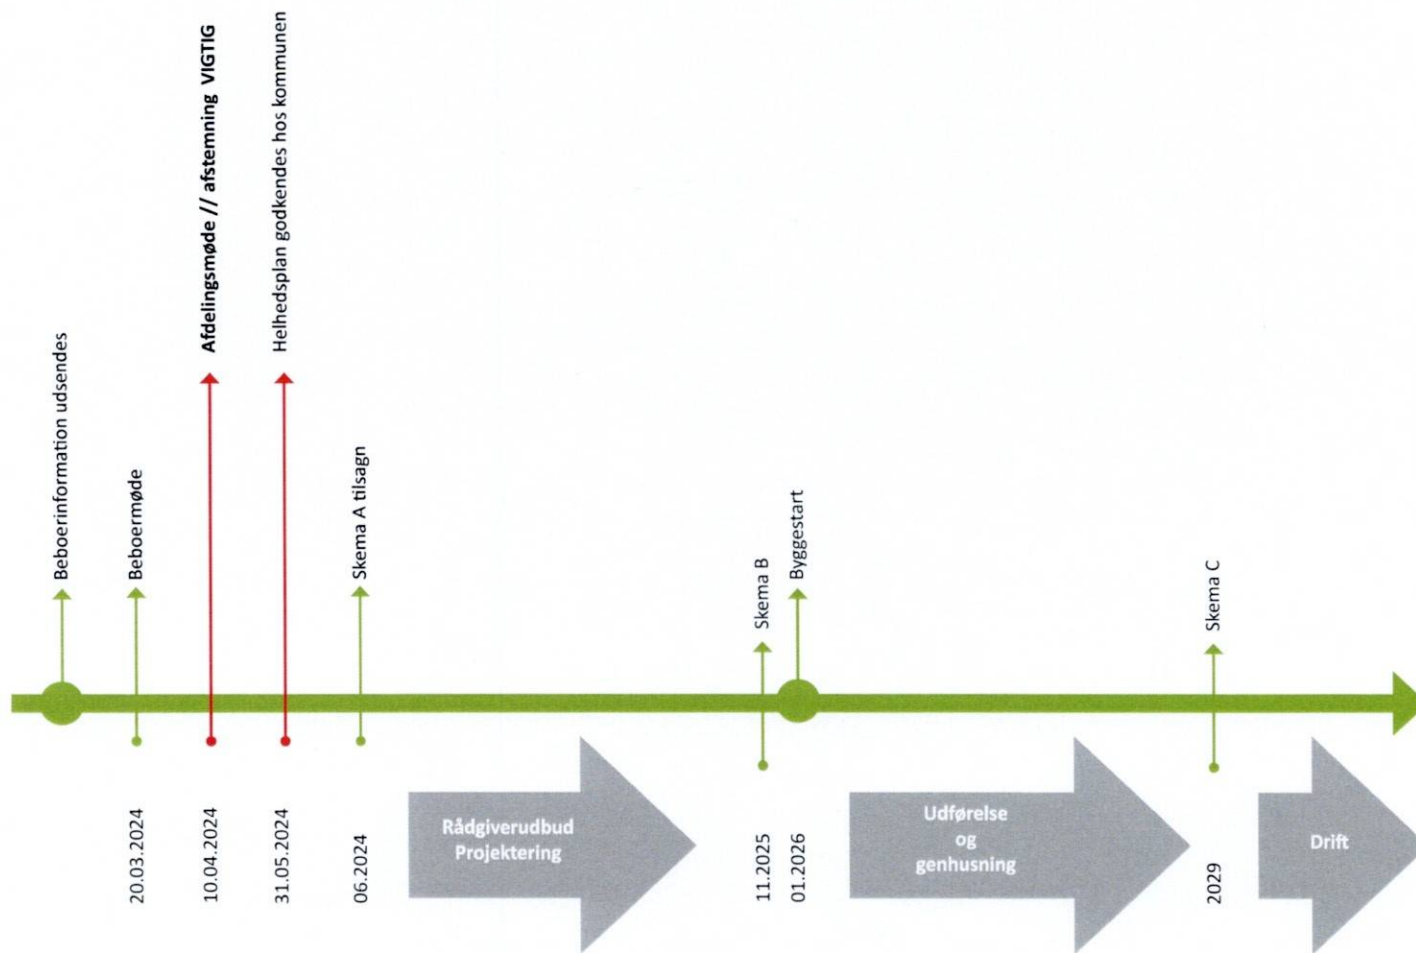 Beboerinformation udsendes
20.03.2024
Beboermøde
10.04.2024
Afdelingsmøde // afstemning VIGTIG
31.05.2024
Helhedsplan godkendes hos kommunen
06.2024
Skema A tilsagn
Rådgiverudbud
Projektering
11.2025
Skema B
01.2026
Byggestart
Udførelse
og
genhusning
2029
Skema C
Drift